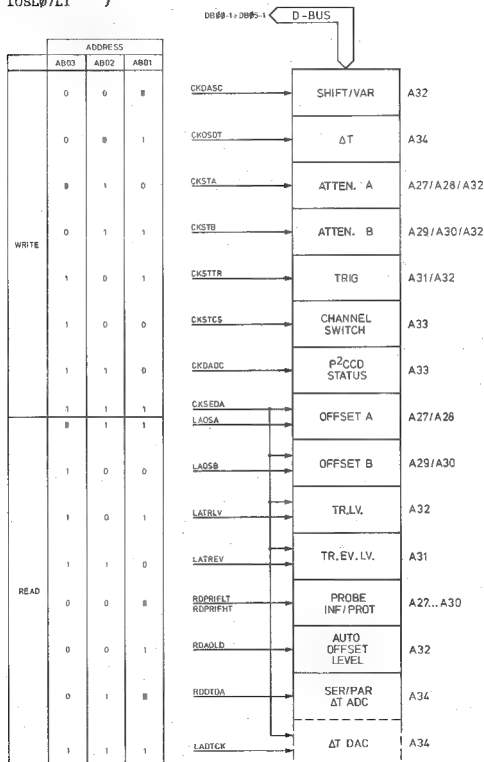 IOSLØ/LT }
DBØØ-1÷DBØ5-1 D-BUS
ADDRESS
AB03 AB02 AB01
WRITE
0 0 0 CKDASC SHIFT/VAR A32
0 0 1 CKOSDT ΔT A34
0 1 0 CKSTA ATTEN. A A27/A28/A32
0 1 1 CKSTB ATTEN. B A29/A30/A32
1 0 1 CKSTTR TRIG A31/A32
1 0 0 CKSTCS CHANNEL SWITCH A33
1 1 0 CKDAOC P²CCD STATUS A33
1 1 1 CKSEDA
READ
0 1 1 LAOSA OFFSET A A27/A28
1 0 0 LAOSB OFFSET B A29/A30
1 0 1 LATRLV TR.LV. A32
1 1 0 LATREV TR.EV.LV. A31
0 0 0 RDPRIFLT RDPRIFHT PROBE INF/PROT A27...A30
0 0 1 RDAOLD AUTO OFFSET LEVEL A32
0 1 0 RDDTDA SER/PAR ΔT ADC A34
1 1 1 LADTCK ΔT DAC A34